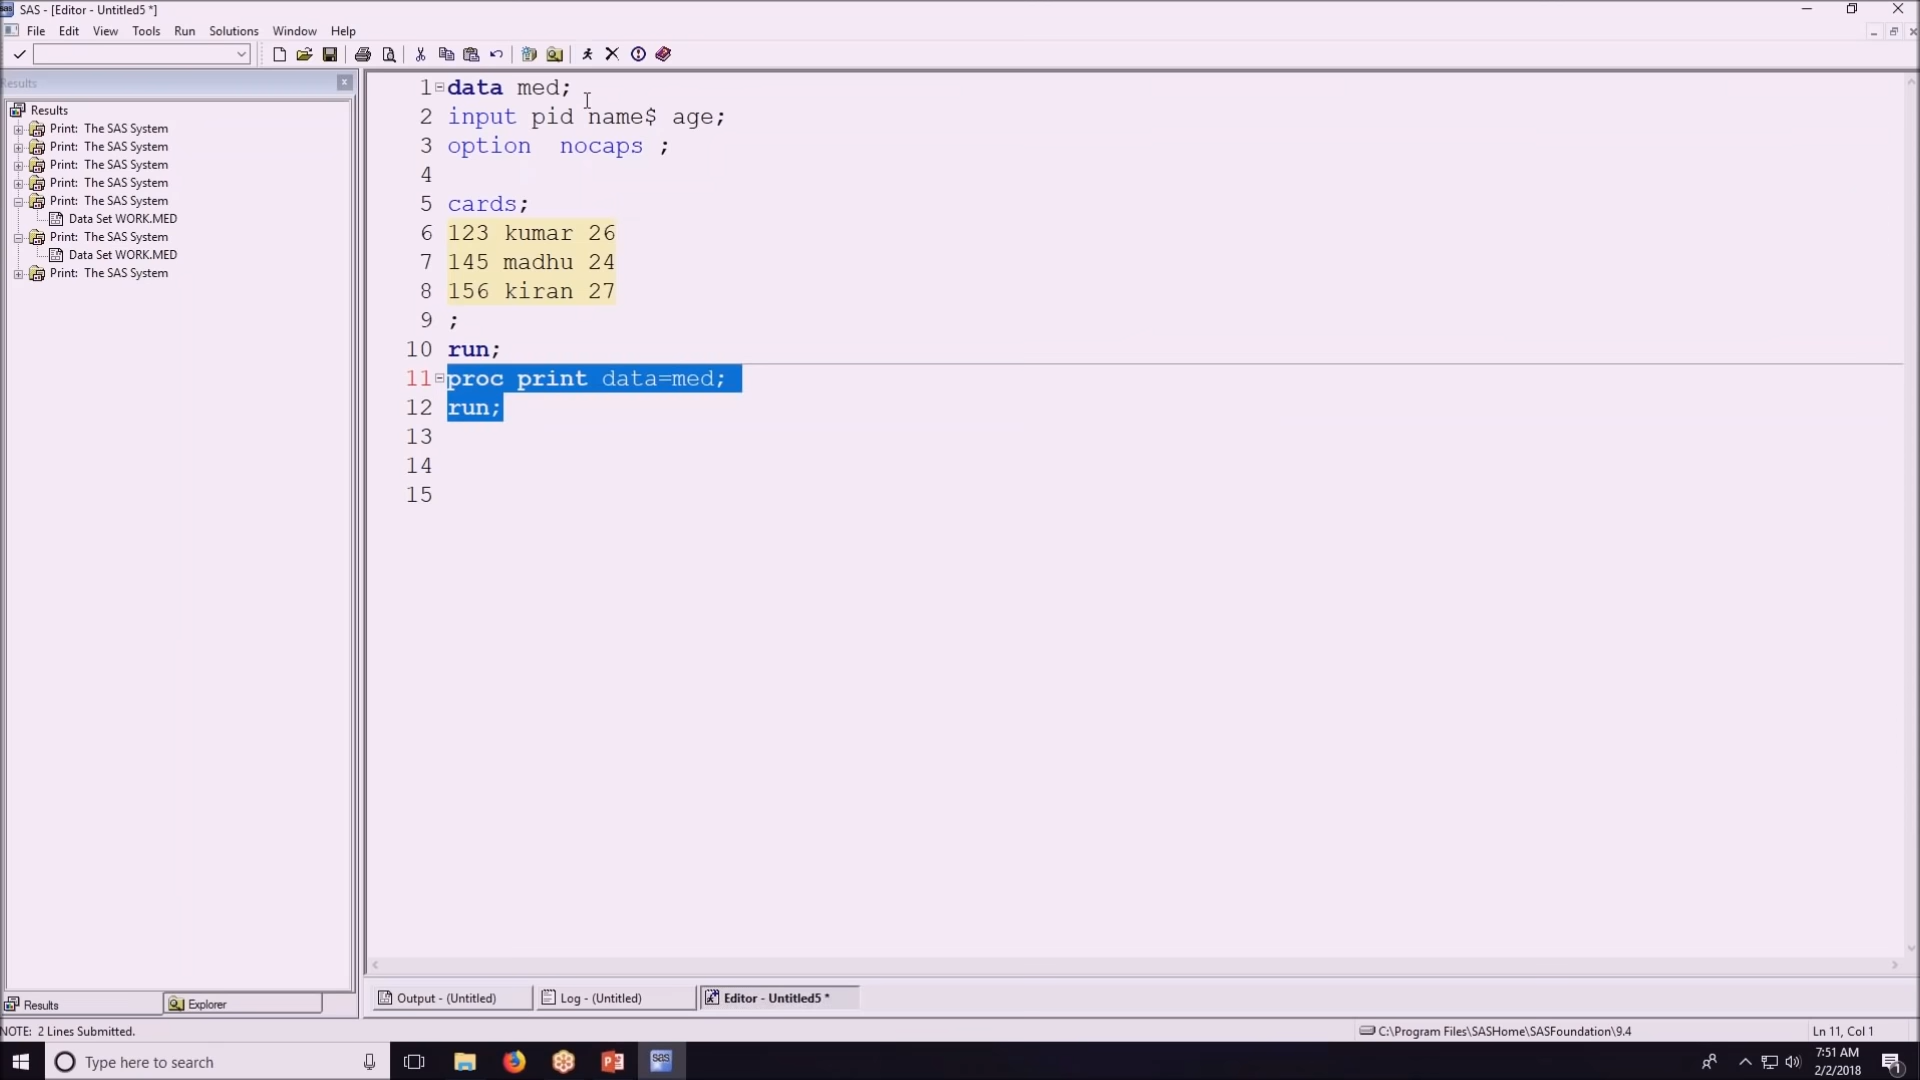 SAS - [Editor - Untitled5 *]
File Edit View Tools Run Solutions Window Help
Results
Results
Print: The SAS System
Print: The SAS System
Print: The SAS System
Print: The SAS System
Print: The SAS System
Data Set WORK.MED
Print: The SAS System
Data Set WORK.MED
Print: The SAS System
1 data med;
2 input pid name$ age;
3 option nocaps ;
4
5 cards;
6 123 kumar 26
7 145 madhu 24
8 156 kiran 27
9 ;
10 run;
11 proc print data=med;
12 run;
13
14
15
Results Explorer
Output - (Untitled) Log - (Untitled) Editor - Untitled5 *
NOTE: 2 Lines Submitted. C:\Program Files\SASHome\SASFoundation\9.4 Ln 11, Col 1
Type here to search
sas
7:51 AM
2/2/2018
1